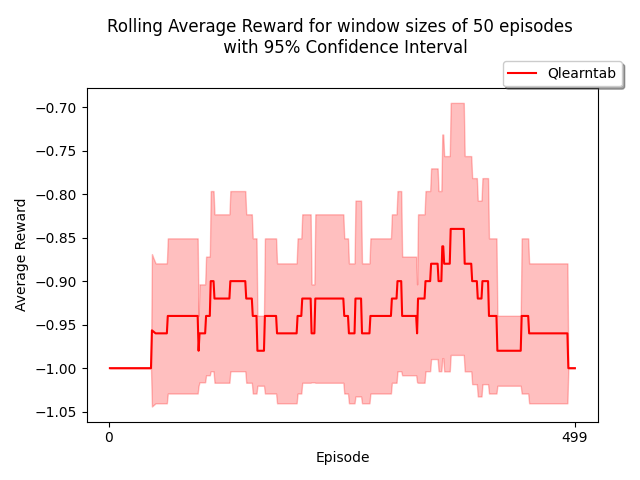 Rolling Average Reward for window sizes of 50 episodes
with 95% Confidence Interval
Qlearntab
−0.70
−0.75
−0.80
−0.85
−0.90
−0.95
−1.00
−1.05
Average Reward
0
499
Episode